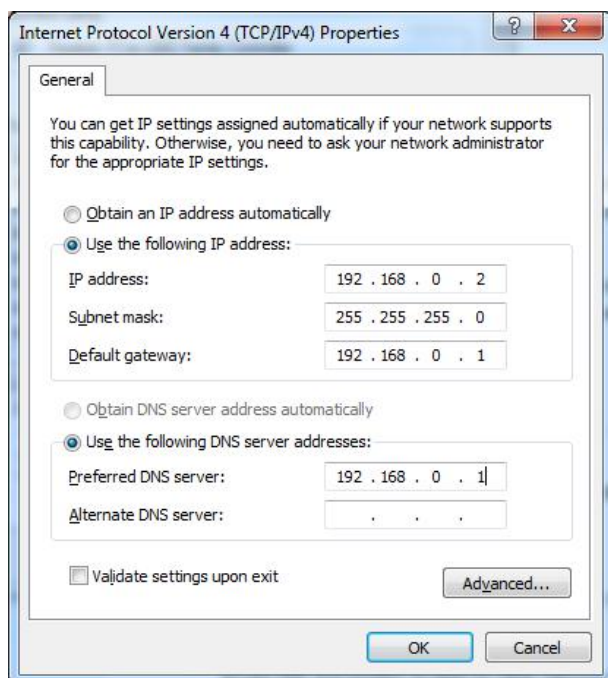 Internet Protocol Version 4 (TCP/IPv4) Properties
General
You can get IP settings assigned automatically if your network supports
this capability. Otherwise, you need to ask your network administrator
for the appropriate IP settings.
Obtain an IP address automatically
Use the following IP address:
IP address: 192 . 168 . 0 . 2
Subnet mask: 255 . 255 . 255 . 0
Default gateway: 192 . 168 . 0 . 1
Obtain DNS server address automatically
Use the following DNS server addresses:
Preferred DNS server: 192 . 168 . 0 . 1
Alternate DNS server: . . .
Validate settings upon exit
Advanced...
OK Cancel